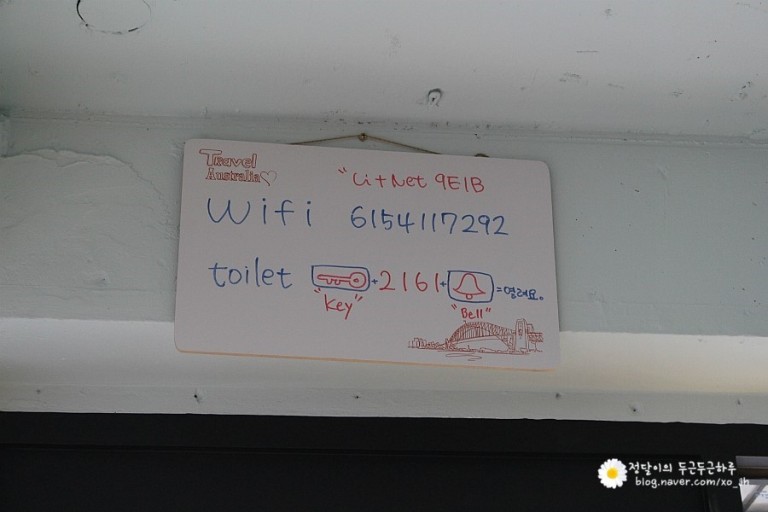 Travel
Australia
"Li+Net 9E1B
Wifi 6154117292
toilet + 2161 + = 열려요.
"Key"
"Bell"
정달이의 두근두근하루
blog.naver.com/xo_lh